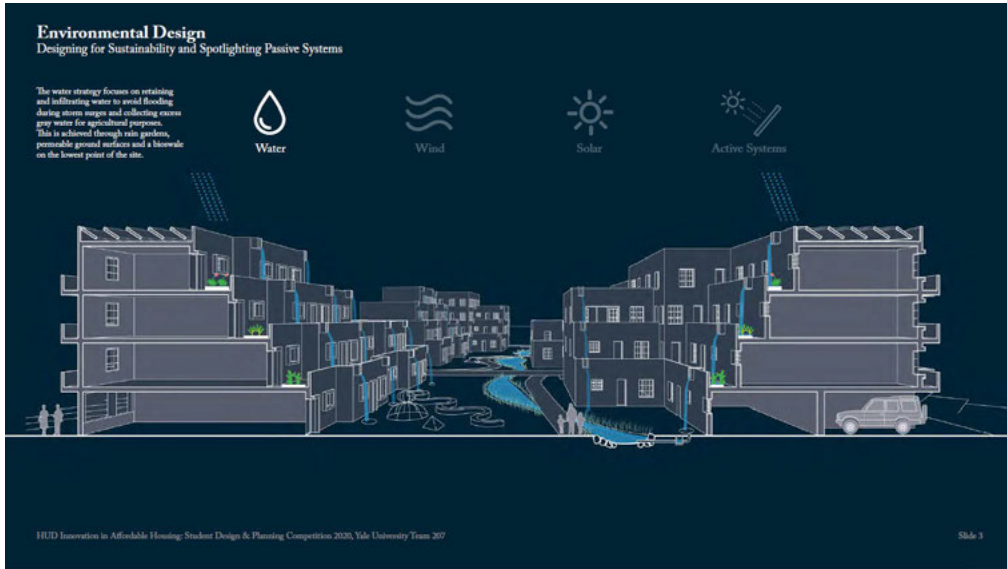 Environmental Design
Designing for Sustainability and Spotlighting Passive Systems
The water strategy focuses on retaining
and infiltrating water to avoid flooding
during storm surges and collecting excess
gray water for agricultural purposes.
This is achieved through rain gardens,
permeable ground surfaces and a bioswale
on the lowest point of the site.
Water
Wind
Solar
Active Systems
HUD Innovation in Affordable Housing: Student Design & Planning Competition 2020, Yale University Team 207
Slide 3